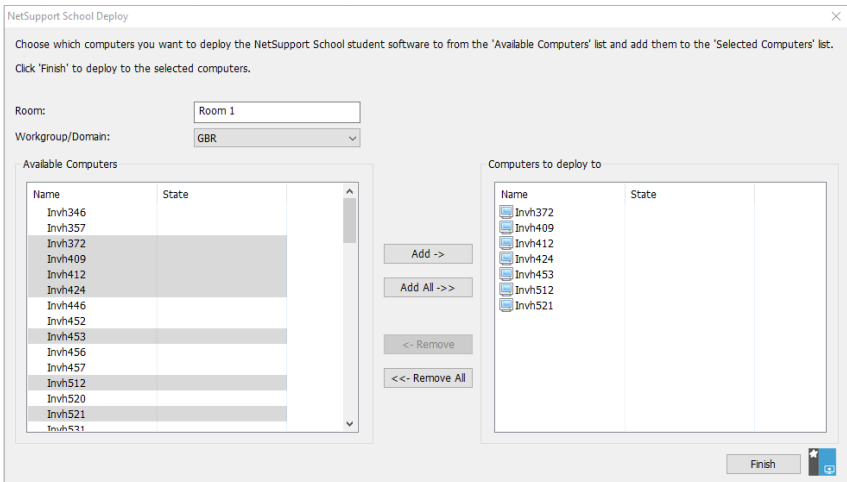 NetSupport School Deploy
Choose which computers you want to deploy the NetSupport School student software to from the 'Available Computers' list and add them to the 'Selected Computers' list.
Click 'Finish' to deploy to the selected computers.
Room: Room 1
Workgroup/Domain: GBR
Available Computers
Name State
Invh346
Invh357
Invh372
Invh409
Invh412
Invh424
Invh446
Invh452
Invh453
Invh456
Invh457
Invh512
Invh520
Invh521
Invh531
Add ->
Add All ->>
<- Remove
<<- Remove All
Computers to deploy to
Name State
Invh372
Invh409
Invh412
Invh424
Invh453
Invh512
Invh521
Finish